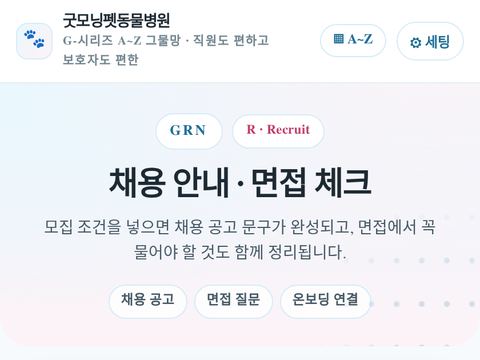 굿모닝펫동물병원
G-시리즈 A~Z 그물망 · 직원도 편하고
보호자도 편한
A~Z
세팅
GRN
R · Recruit
채용 안내 · 면접 체크
모집 조건을 넣으면 채용 공고 문구가 완성되고, 면접에서 꼭
물어야 할 것도 함께 정리됩니다.
채용 공고
면접 질문
온보딩 연결